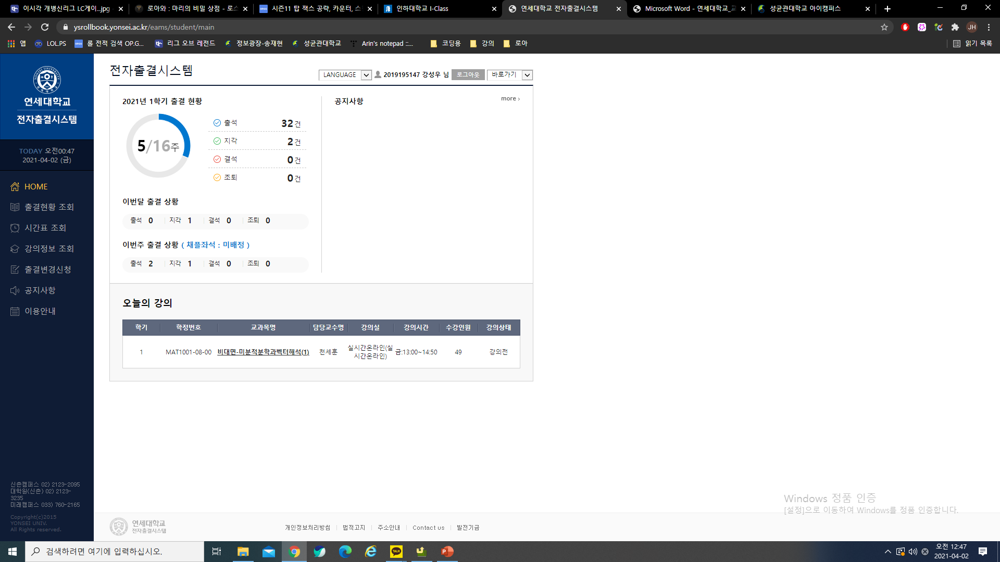 이시각 개병신리그 LC게이...jpg
로아와 : 마리의 비밀 상점 - 로스
시즌11 탑 잭스 공략, 카운터, 스
인하대학교 I-Class
연세대학교 전자출결시스템
Microsoft Word - 연세대학교_교
성균관대학교 아이캠퍼스
ysrollbook.yonsei.ac.kr/eams/student/main
JH
앱
LOL.PS
롤 전적 검색 OP.G...
리그 오브 레전드
정보광장-송재현
성균관대학교
Arin's notepad ::...
코딩용
강의
로아
읽기 목록
연세대학교
전자출결시스템
TODAY 오전00:47
2021-04-02 (금)
HOME
출결현황 조회
시간표 조회
강의정보 조회
출결변경신청
공지사항
이용안내
신촌캠퍼스 02) 2123-2095
대학원(신촌) 02) 2123-
3235
미래캠퍼스 033) 760-2165
Copyright(c)2015
YONSEI UNIV.
All Rights reserved.
전자출결시스템
LANGUAGE
2019195147 강성우 님
로그아웃
바로가기
2021년 1학기 출결 현황
5/16주
출석 32건
지각 2건
결석 0건
조퇴 0건
이번달 출결 상황
출석 0 지각 1 결석 0 조퇴 0
이번주 출결 상황 ( 채플좌석 : 미배정 )
출석 2 지각 1 결석 0 조퇴 0
공지사항
more ›
오늘의 강의
학기 학정번호 교과목명 담당교수명 강의실 강의시간 수강인원 강의상태
1 MAT1001-08-00 비대면-미분적분학과벡터해석(1) 천세훈 실시간온라인(실
시간온라인) 금:13:00~14:50 49 강의전
Windows 정품 인증
[설정]으로 이동하여 Windows를 정품 인증합니다.
연세대학교
전자출결시스템
개인정보처리방침
법적고지
주소안내
Contact us
발전기금
검색하려면 여기에 입력하십시오.
TALK
오전 12:47
2021-04-02